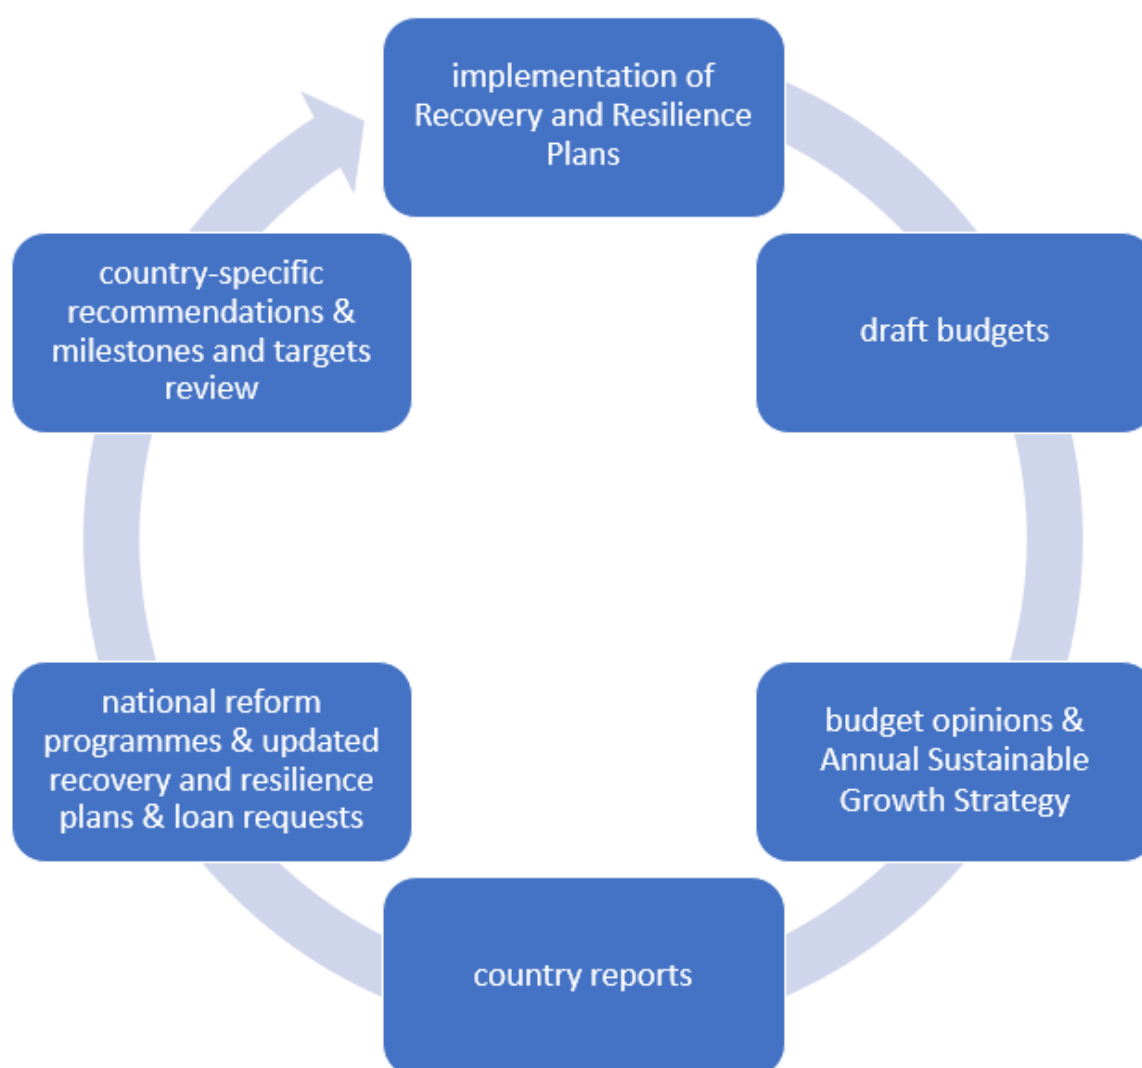 implementation of
Recovery and Resilience
Plans
draft budgets
budget opinions &
Annual Sustainable
Growth Strategy
country reports
national reform
programmes & updated
recovery and resilience
plans & loan requests
country-specific
recommendations &
milestones and targets
review